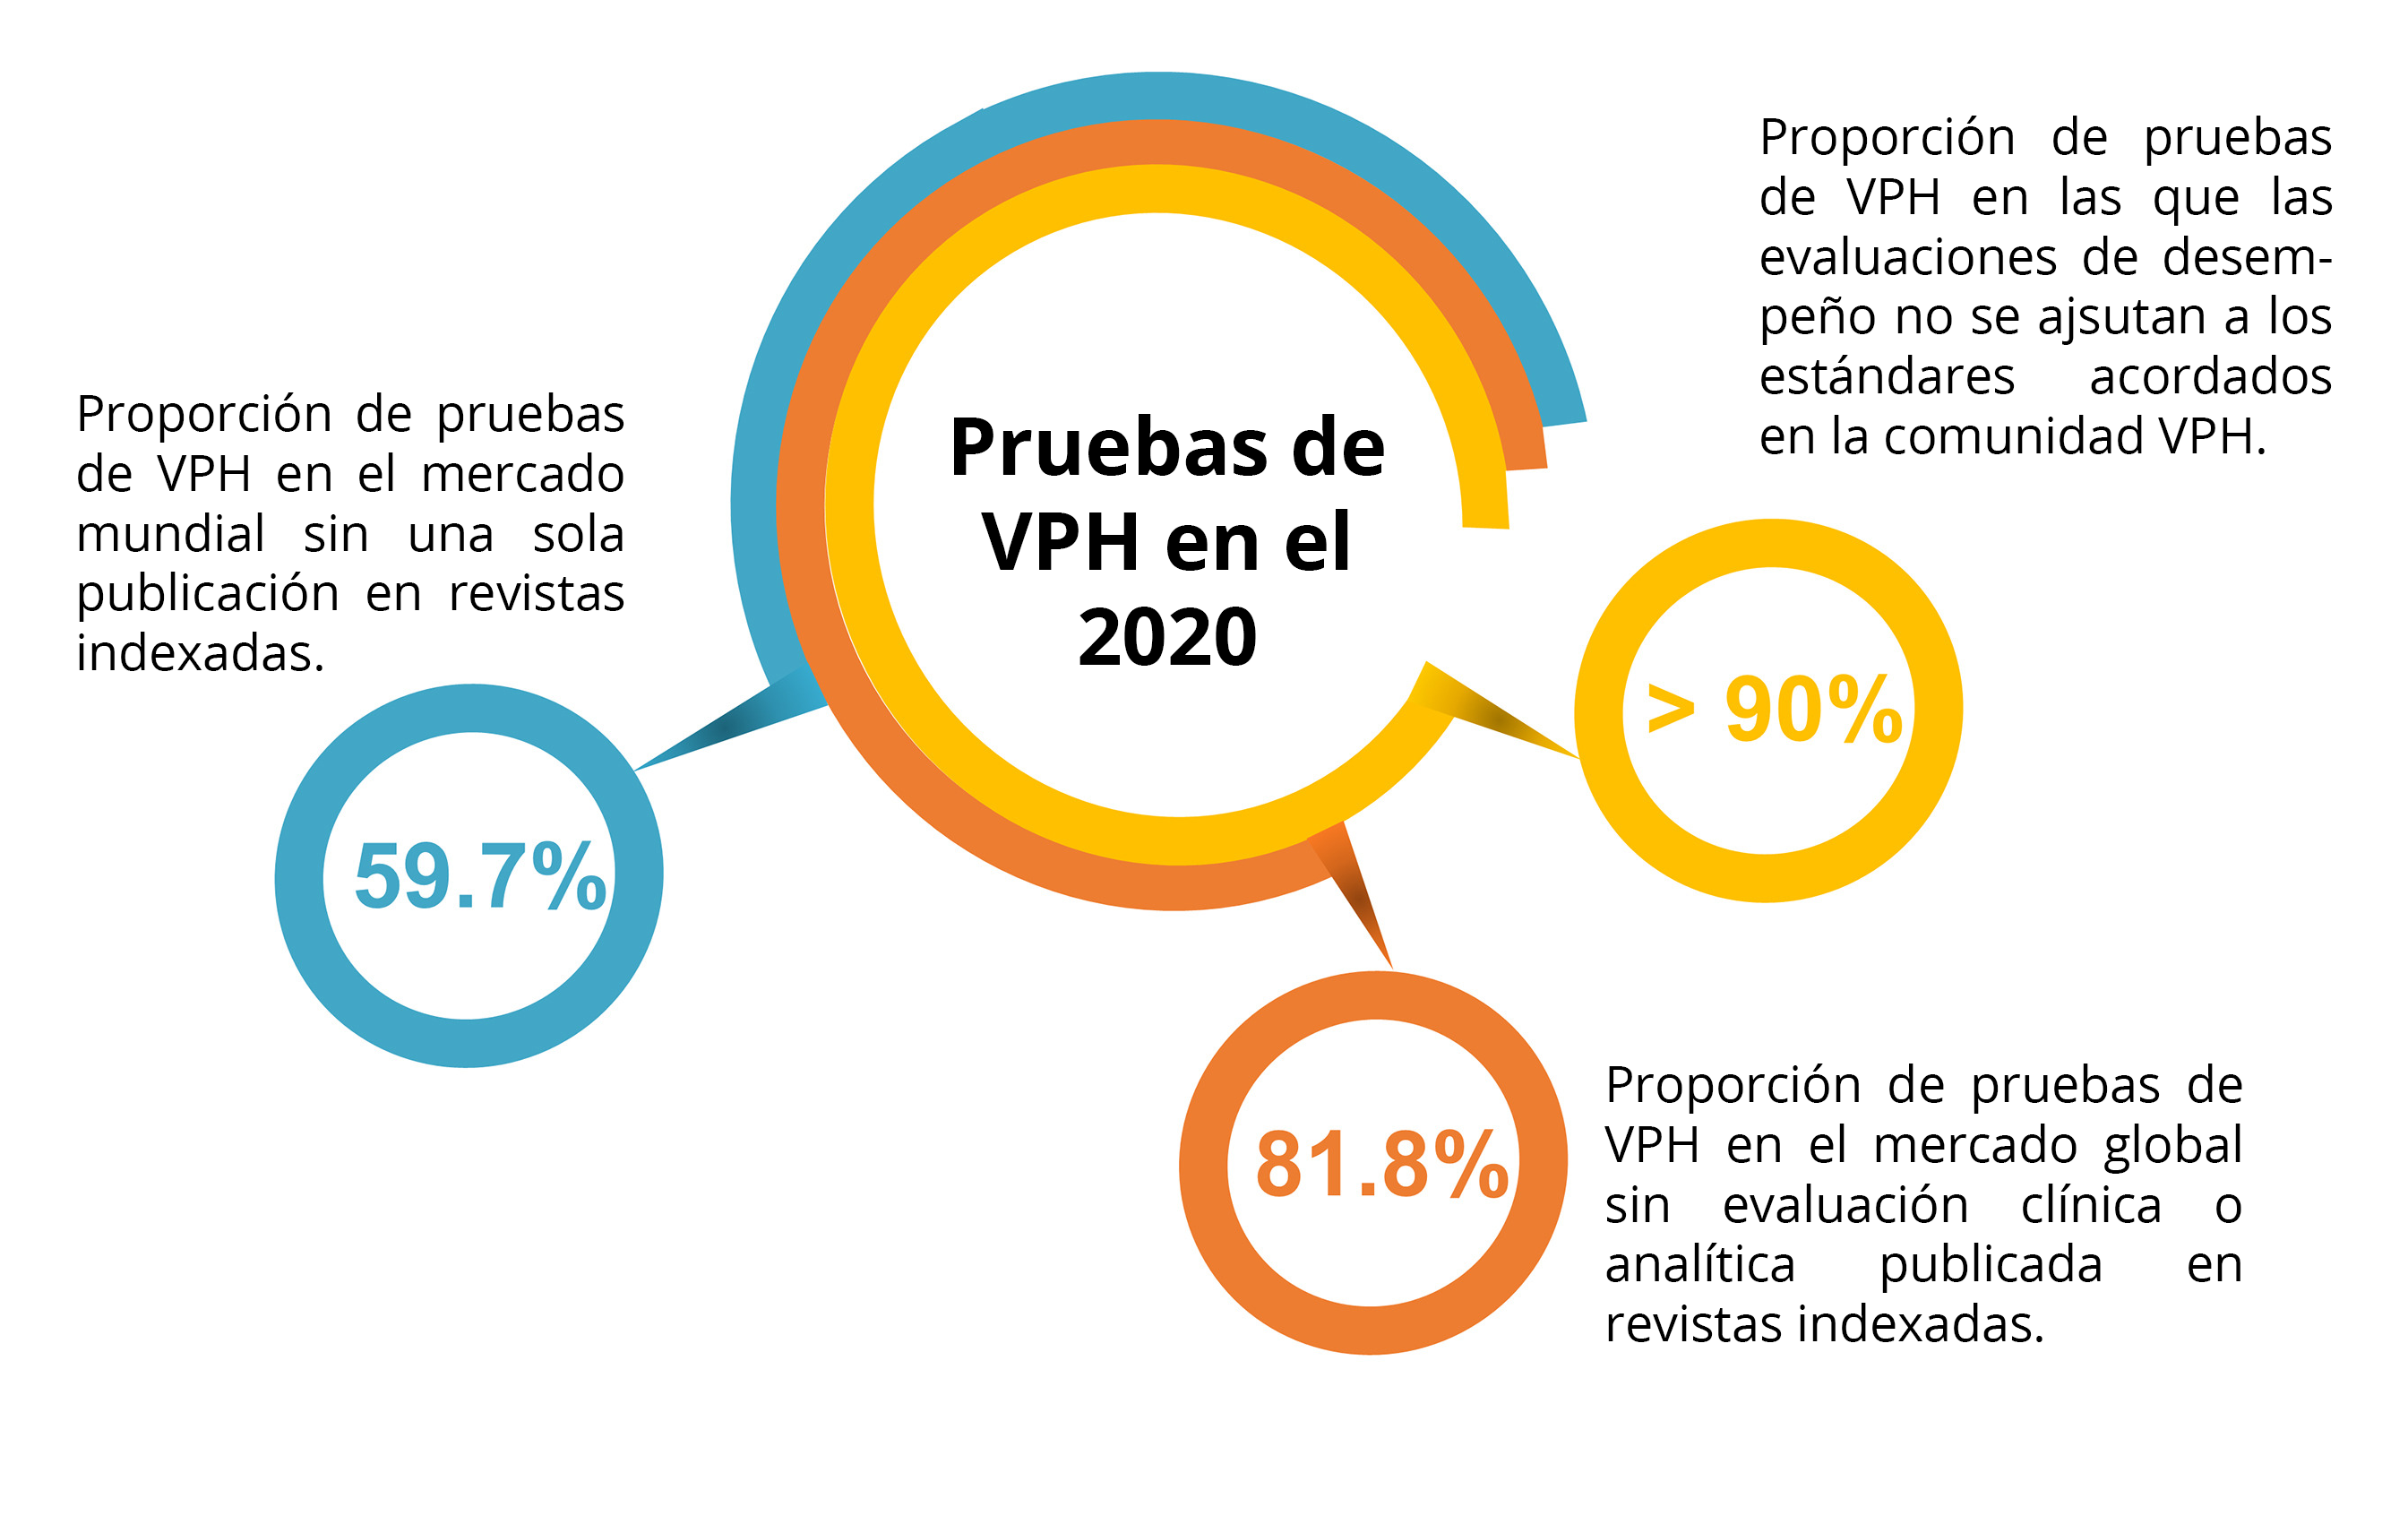 Pruebas de
VPH en el
2020
Proporción de pruebas
de VPH en el mercado
mundial sin una sola
publicación en revistas
indexadas.
59.7%
Proporción de pruebas
de VPH en las que las
evaluaciones de desem-
peño no se ajsutan a los
estándares acordados
en la comunidad VPH.
> 90%
81.8%
Proporción de pruebas de
VPH en el mercado global
sin evaluación clínica o
analítica publicada en
revistas indexadas.